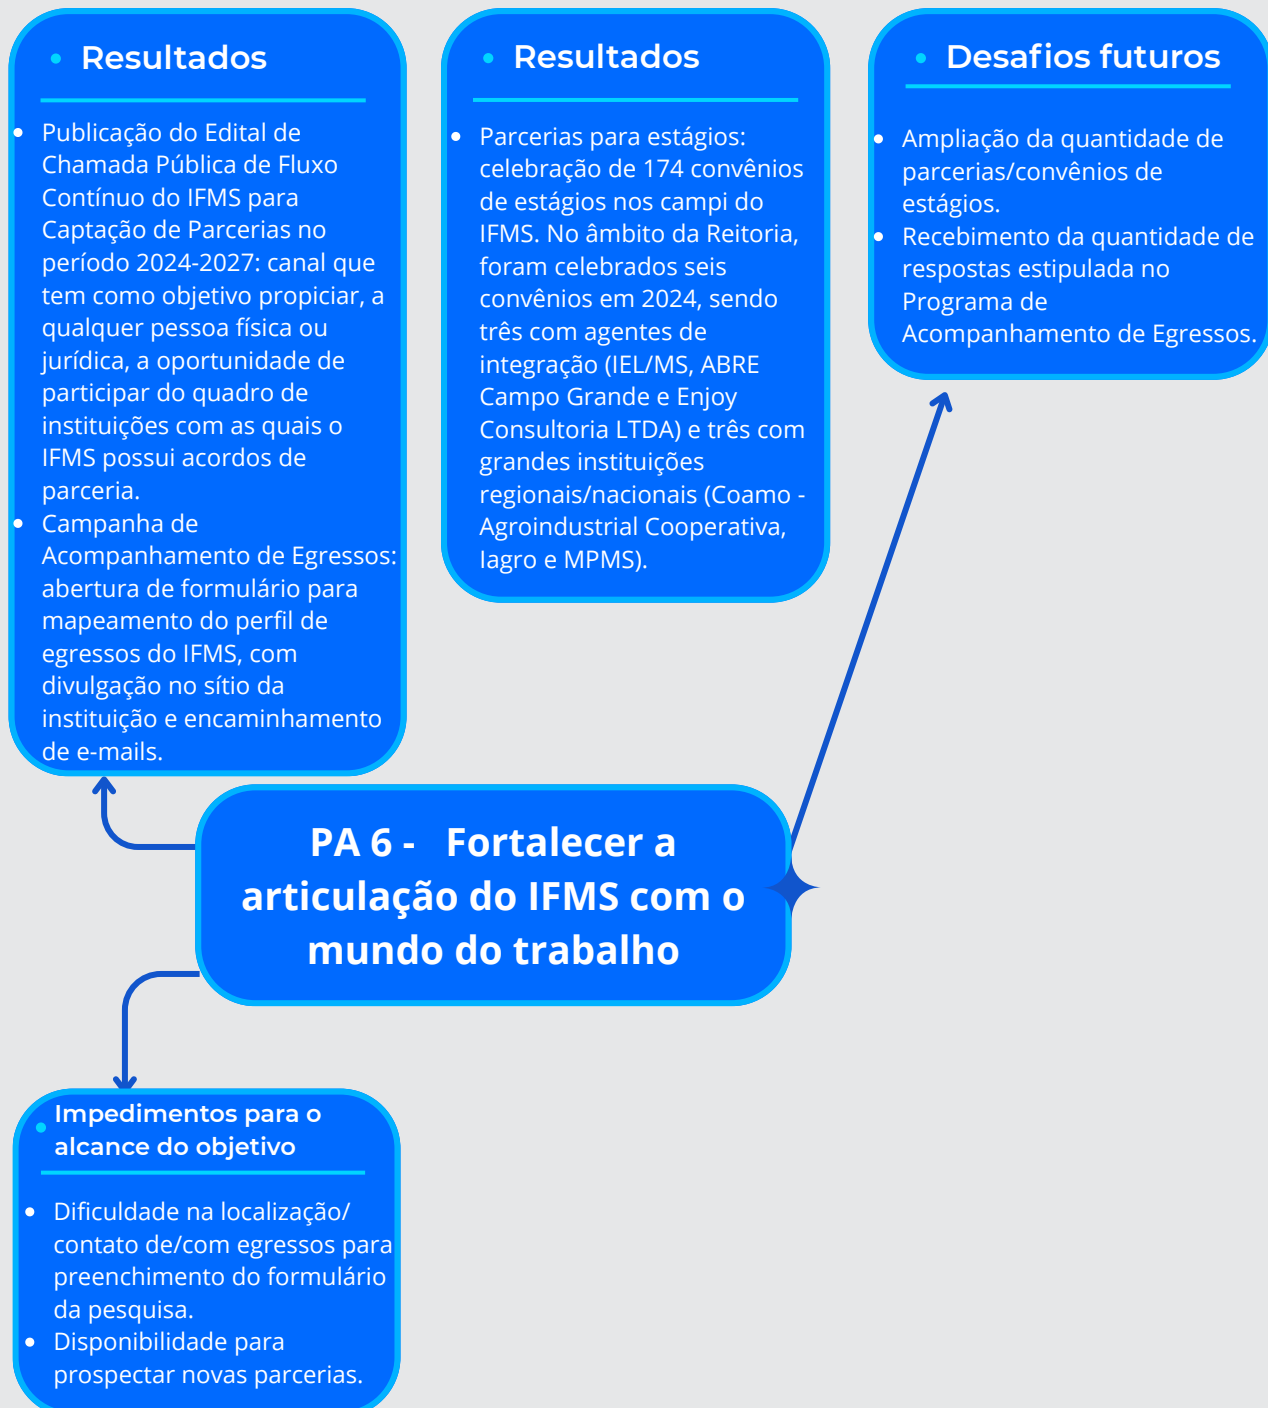 Resultados
Publicação do Edital de
Chamada Pública de Fluxo
Contínuo do IFMS para
Captação de Parcerias no
período 2024-2027: canal que
tem como objetivo propiciar, a
qualquer pessoa física ou
jurídica, a oportunidade de
participar do quadro de
instituições com as quais o
IFMS possui acordos de
parceria.
Campanha de
Acompanhamento de Egressos:
abertura de formulário para
mapeamento do perfil de
egressos do IFMS, com
divulgação no sítio da
instituição e encaminhamento
de e-mails.
Resultados
Parcerias para estágios:
celebração de 174 convênios
de estágios nos campi do
IFMS. No âmbito da Reitoria,
foram celebrados seis
convênios em 2024, sendo
três com agentes de
integração (IEL/MS, ABRE
Campo Grande e Enjoy
Consultoria LTDA) e três com
grandes instituições
regionais/nacionais (Coamo -
Agroindustrial Cooperativa,
Iagro e MPMS).
Desafios futuros
Ampliação da quantidade de
parcerias/convênios de
estágios.
Recebimento da quantidade de
respostas estipulada no
Programa de
Acompanhamento de Egressos.
PA 6 - Fortalecer a
articulação do IFMS com o
mundo do trabalho
Impedimentos para o
alcance do objetivo
Dificuldade na localização/
contato de/com egressos para
preenchimento do formulário
da pesquisa.
Disponibilidade para
prospectar novas parcerias.